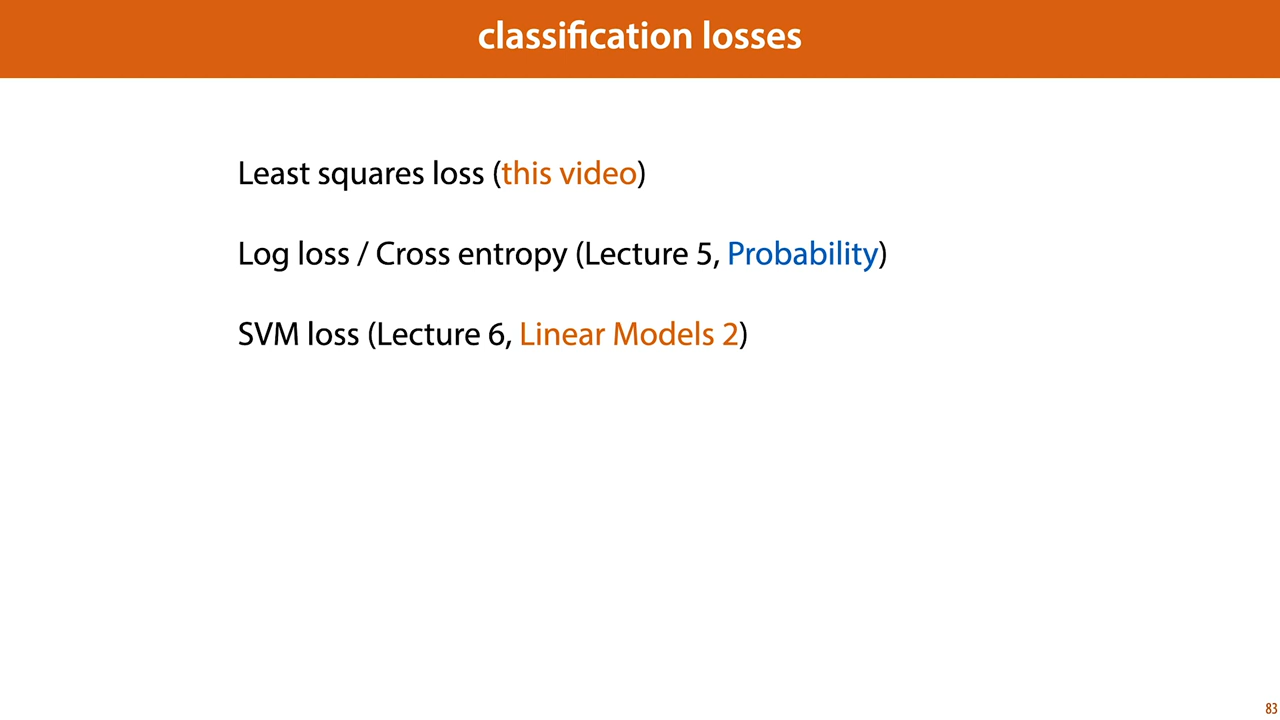 classification losses
Least squares loss (this video)
Log loss / Cross entropy (Lecture 5, Probability)
SVM loss (Lecture 6, Linear Models 2)
83